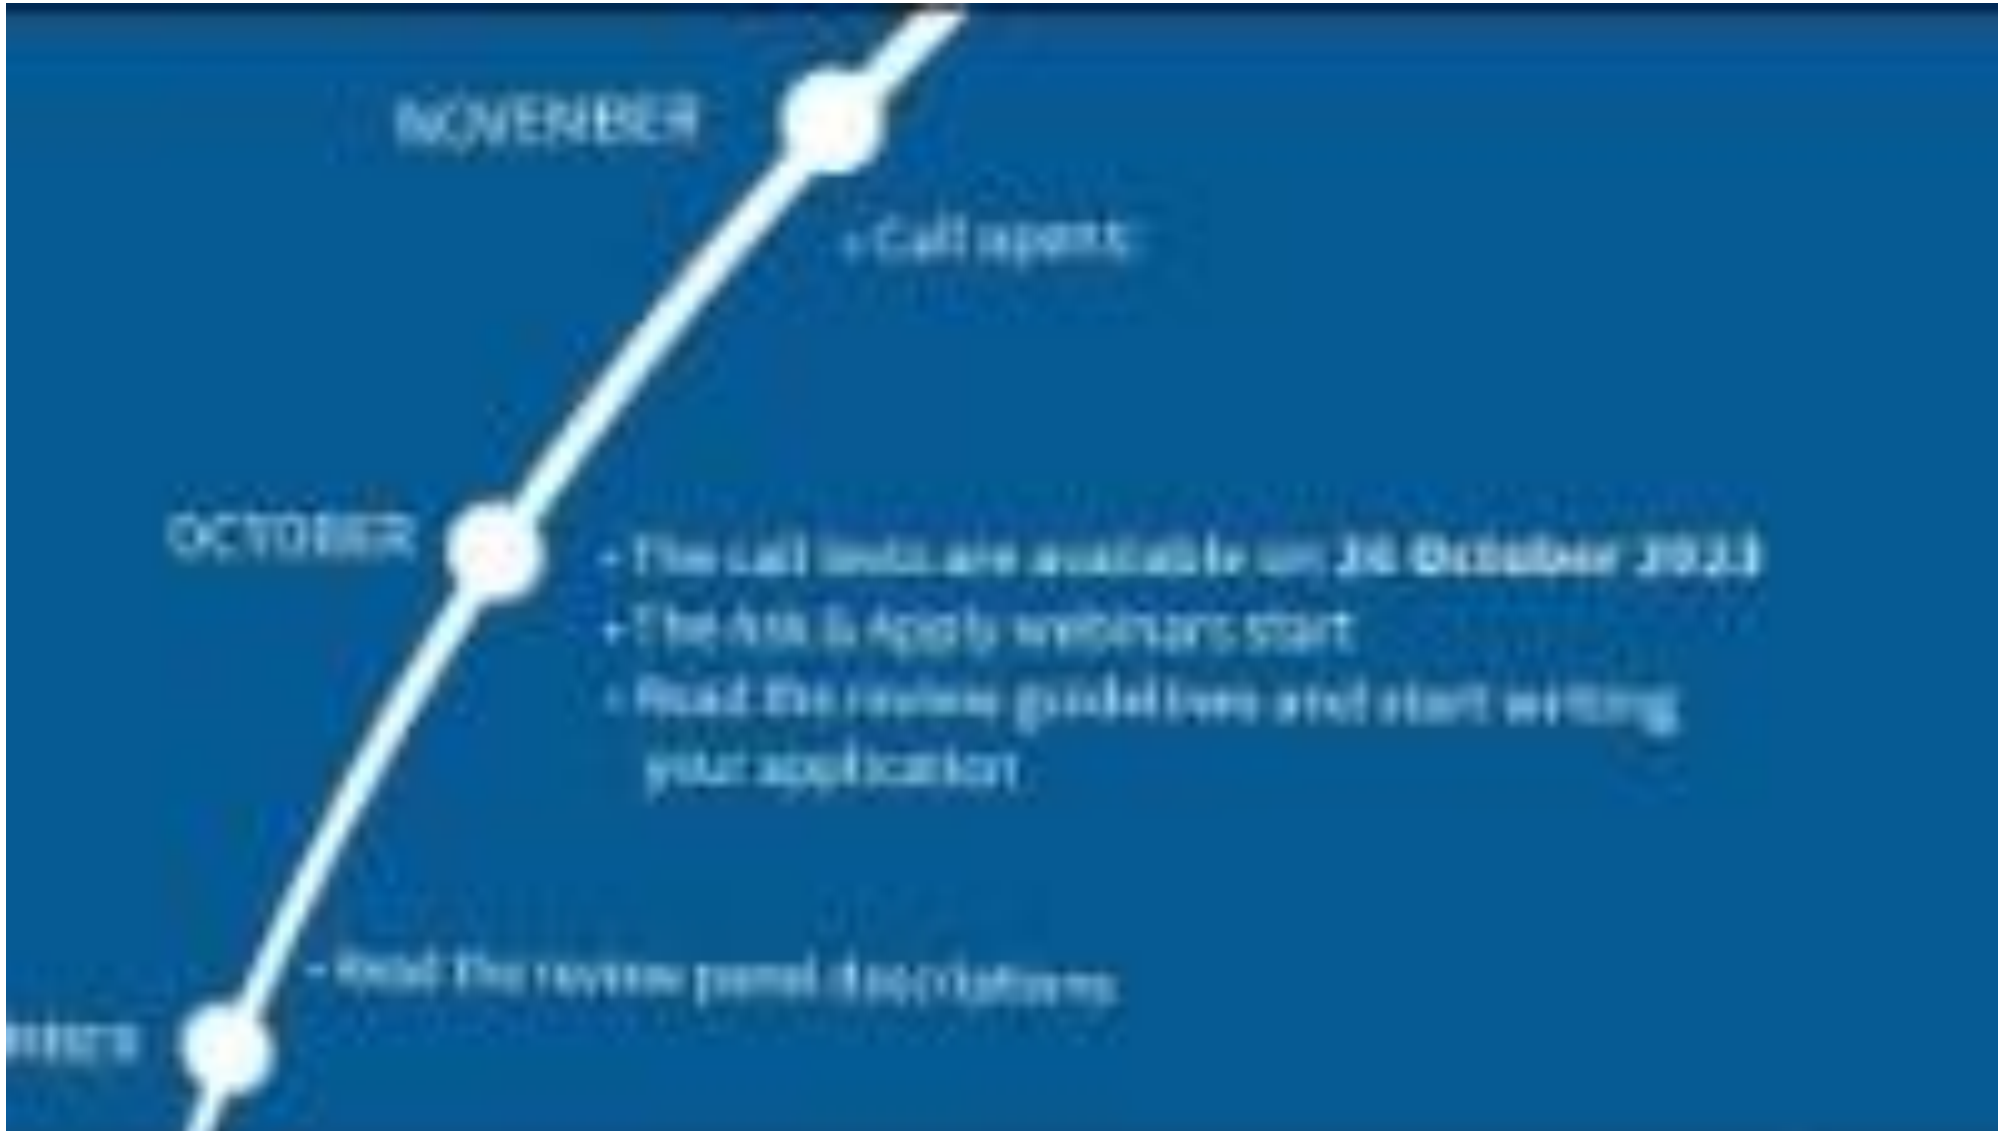 NOVEMBER
• Call opens
OCTOBER
• The call texts are available on 26 October
• The Ask & Apply webinars start
• Read the review guidelines and start writing
your application
• Read the review panel descriptions